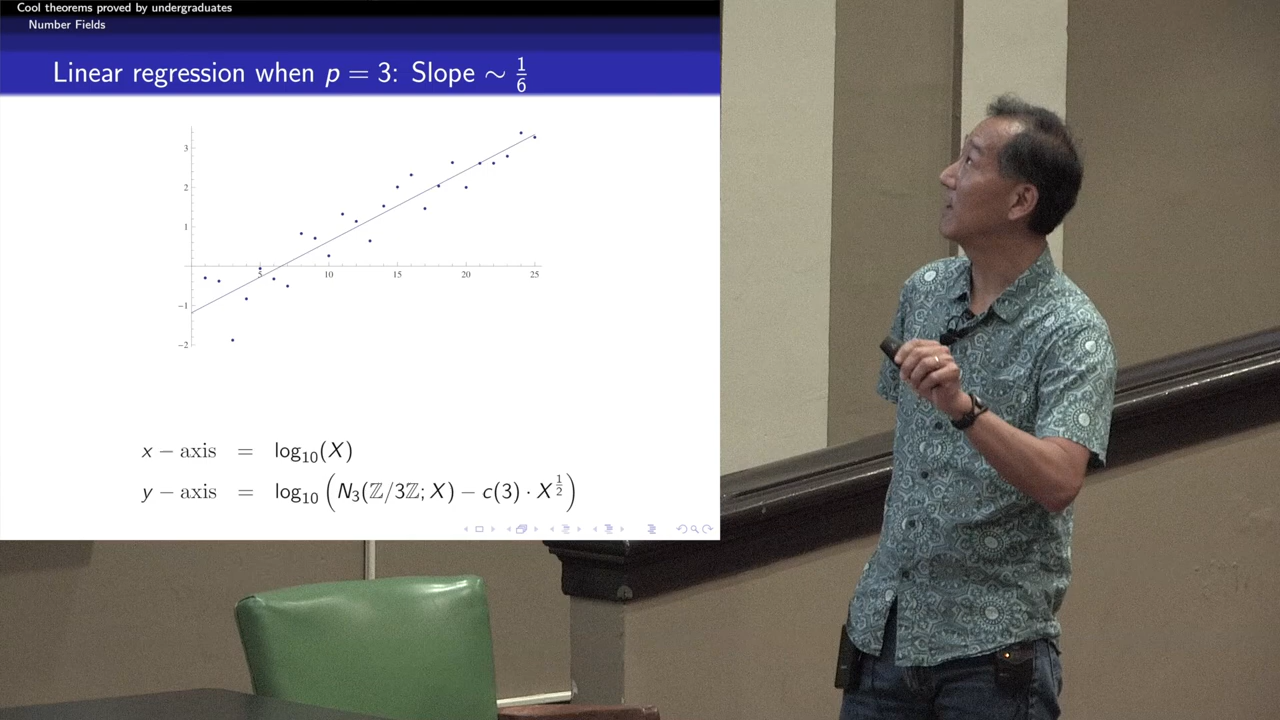 Cool theorems proved by undergraduates
Number Fields
Linear regression when p = 3: Slope ∼ 1/6
3
2
1
5
10
15
20
25
−1
−2
x − axis = log₁₀(X)
y − axis = log₁₀ (N₃(ℤ/3ℤ; X) − c(3) · X^{1/2})